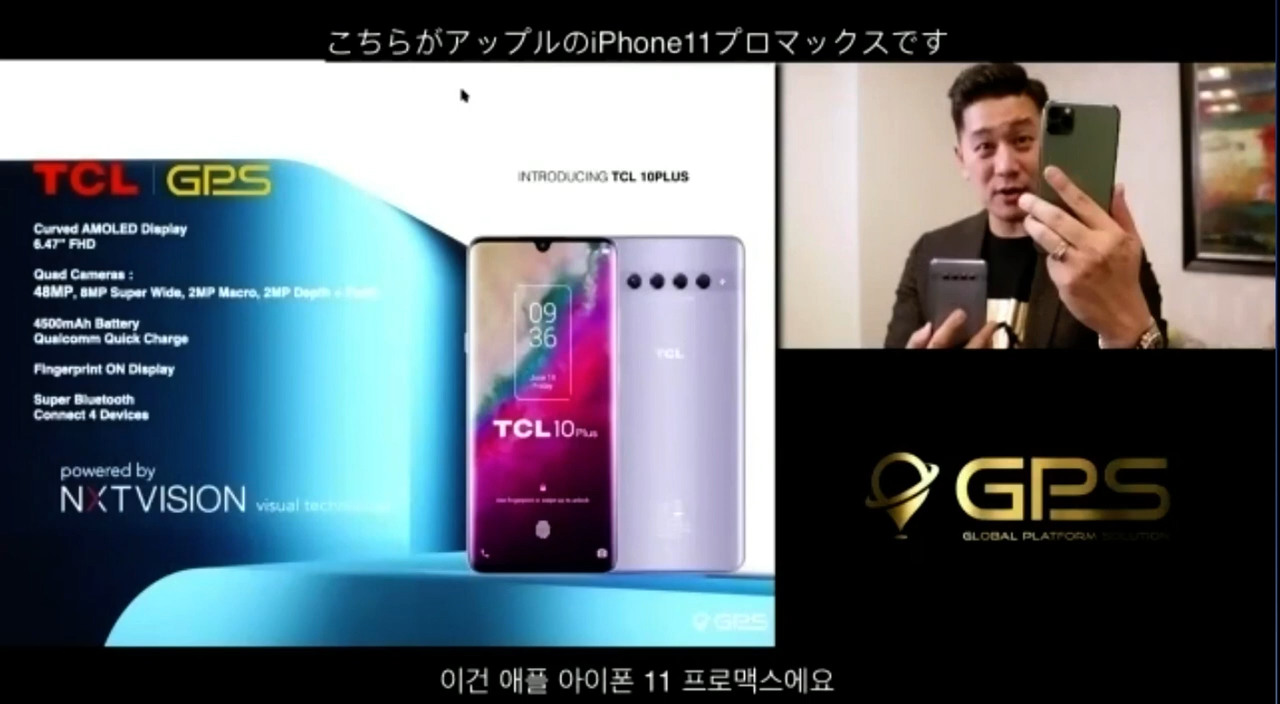 こちらがアップルのiPhone11プロマックスです
TCL | GPS
Curved AMOLED Display
6.47" FHD
Quad Cameras :
48MP, 8MP Super Wide, 2MP Macro, 2MP Depth
4500mAh Battery
Qualcomm Quick Charge
Fingerprint ON Display
Super Bluetooth
Connect 4 Devices
powered by
NXTVISION visual
INTRODUCING TCL 10PLUS
09
36
Friday
TCL 10 Plus
TCL
GPS
GPS
GLOBAL PLATFORM SOLUTION
이건 애플 아이폰 11 프로맥스에요